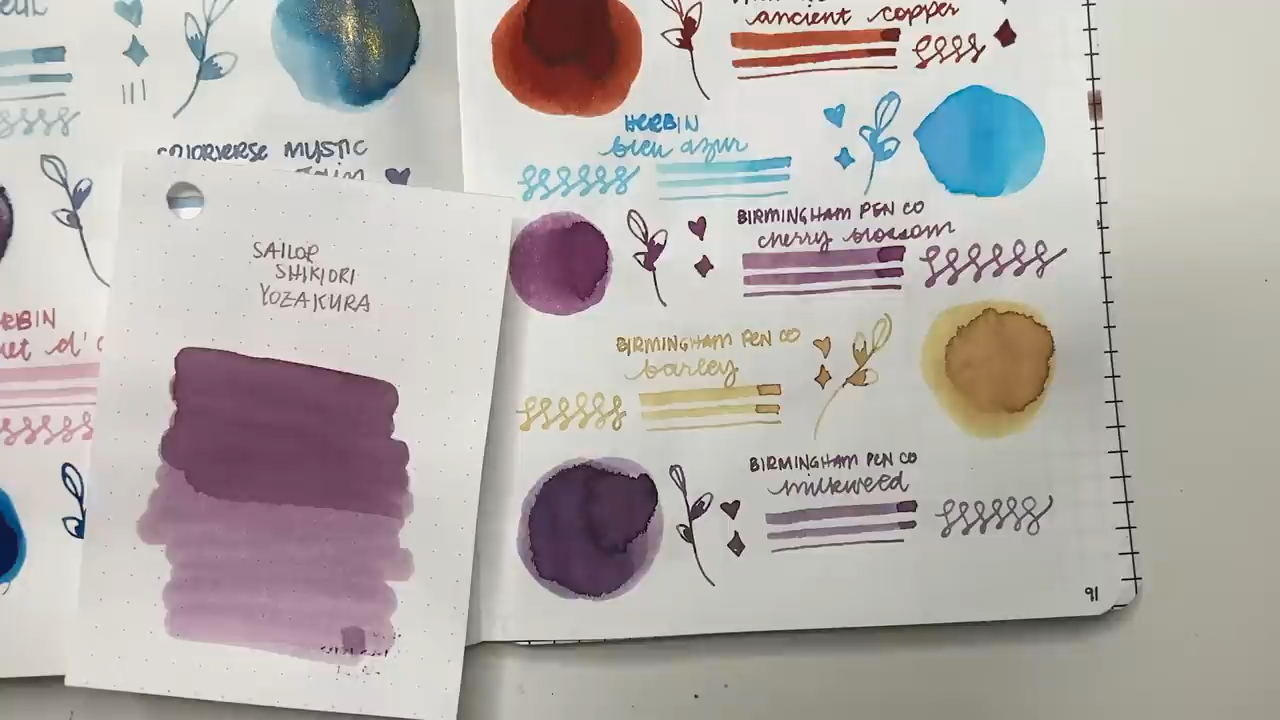 COLORVERSE MYSTIC
SAILOR
SHIKIORI
YOZAKURA
ancient copper
HERBIN
bleu azur
BIRMINGHAM PEN CO
cherry blossom
BIRMINGHAM PEN CO
barley
BIRMINGHAM PEN CO
milkweed
91